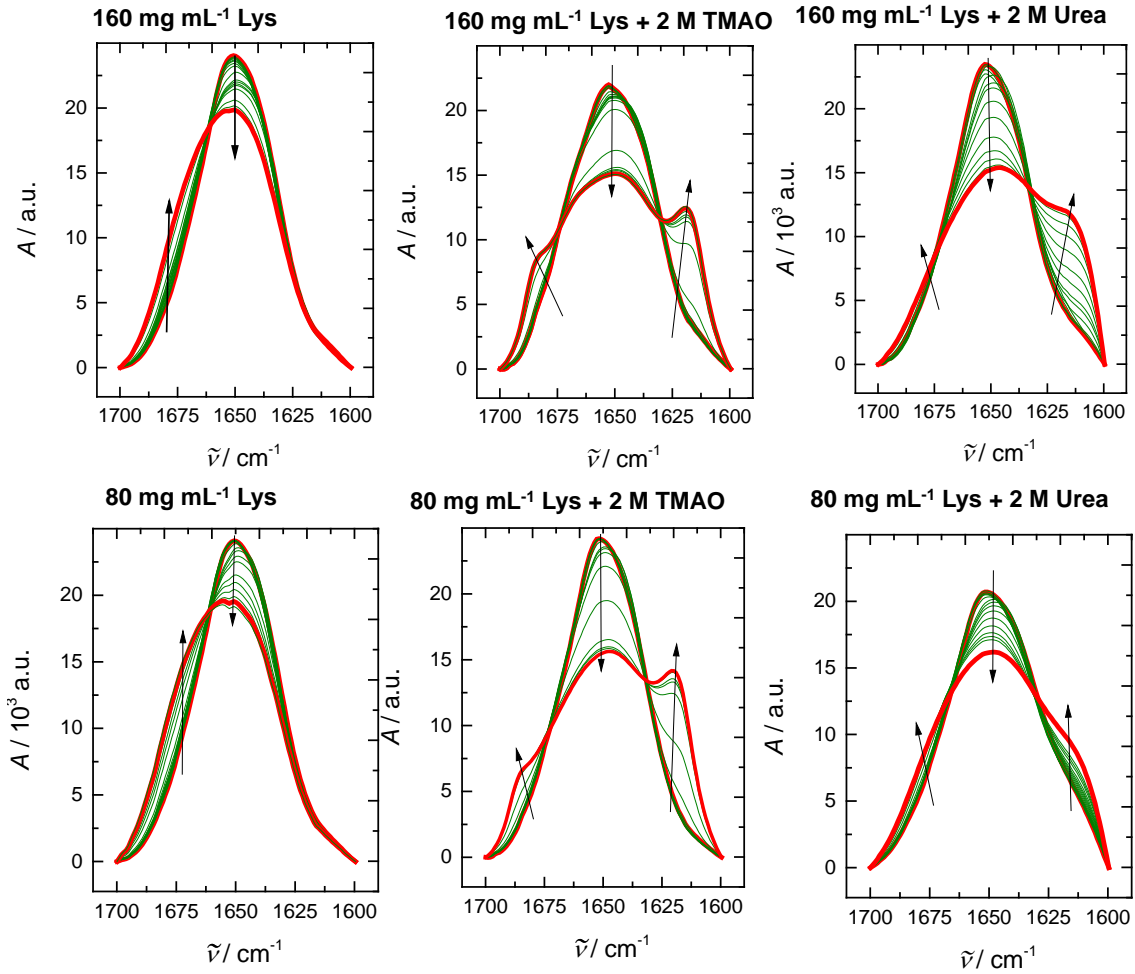 160 mg mL⁻¹ Lys
160 mg mL⁻¹ Lys + 2 M TMAO
160 mg mL⁻¹ Lys + 2 M Urea
A / a.u.
20
15
10
5
0
1700 1675 1650 1625 1600
ṽ / cm⁻¹
A / a.u.
20
15
10
5
0
1700 1675 1650 1625 1600
ṽ / cm⁻¹
A / 10³ a.u.
20
15
10
5
0
1700 1675 1650 1625 1600
ṽ / cm⁻¹
80 mg mL⁻¹ Lys
80 mg mL⁻¹ Lys + 2 M TMAO
80 mg mL⁻¹ Lys + 2 M Urea
A / 10³ a.u.
20
15
10
5
0
1700 1675 1650 1625 1600
ṽ / cm⁻¹
A / a.u.
20
15
10
5
0
1700 1675 1650 1625 1600
ṽ / cm⁻¹
A / a.u.
20
15
10
5
0
1700 1675 1650 1625 1600
ṽ / cm⁻¹